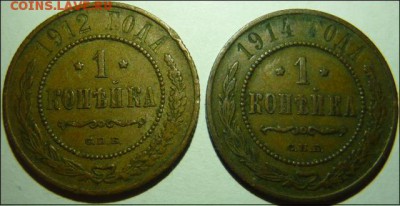 COINS.LAVE.RU
1912 ГОДА
* 1 *
КОПѢЙКА
С.П.Б.
1914 ГОДА
* 1 *
КОПѢЙКА
С.П.Б.